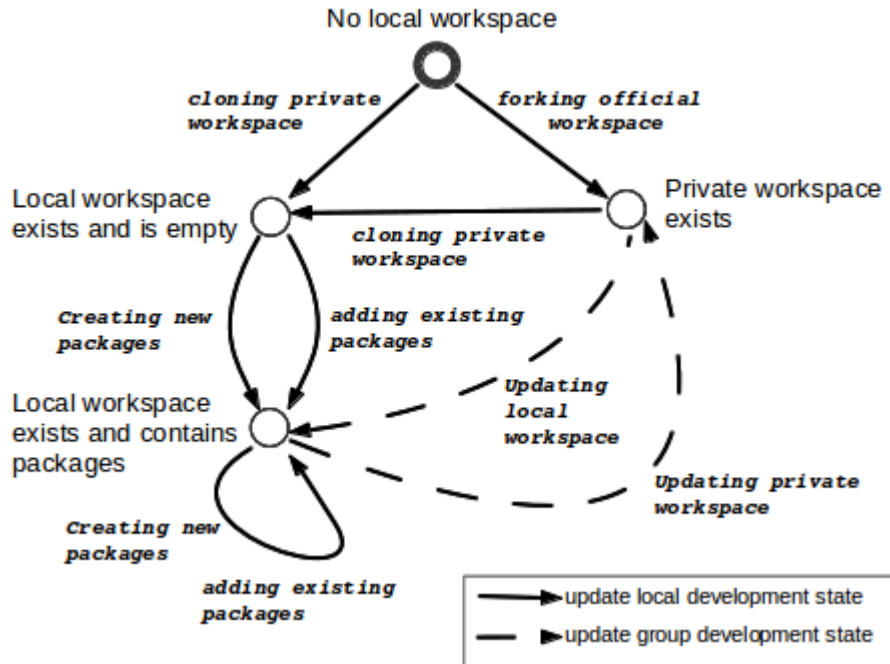 No local workspace
cloning private
workspace
forking official
workspace
Local workspace
exists and is empty
Private workspace
exists
cloning private
workspace
Creating new
packages
adding existing
packages
Local workspace
exists and contains
packages
Updating
local
workspace
Updating private
workspace
Creating new
packages
adding existing
packages
update local development state
update group development state